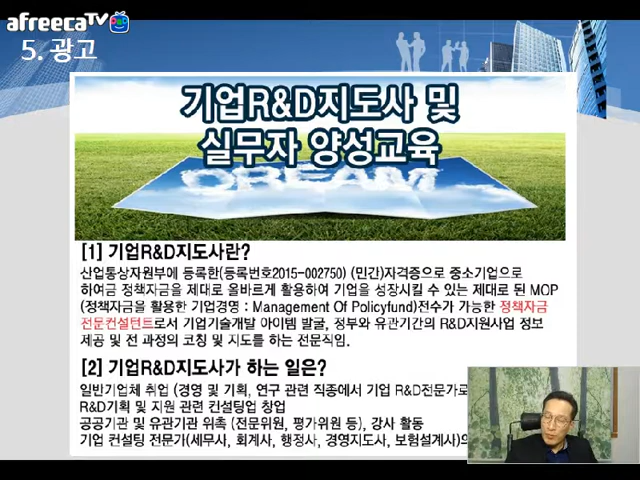 afreecaTV
5. 광고
기업R&D지도사 및
실무자 양성교육
DREAM
[1] 기업R&D지도사란?
산업통상자원부에 등록한(등록번호2015-002750) (민간)자격증으로 중소기업으로
하여금 정책자금을 제대로 올바르게 활용하여 기업을 성장시킬 수 있는 제대로 된 MOP
(정책자금을 활용한 기업경영 : Management Of Policyfund)전수가 가능한 정책자금
전문컨설턴트로서 기업기술개발 아이템 발굴, 정부와 유관기간의 R&D지원사업 정보
제공 및 전 과정의 코칭 및 지도를 하는 전문직임.
[2] 기업R&D지도사가 하는 일은?
일반기업체 취업 (경영 및 기획, 연구 관련 직종에서 기업 R&D전문가로
R&D기획 및 지원 관련 컨설팅업 창업
공공기관 및 유관기관 위촉 (전문위원, 평가위원 등), 강사 활동
기업 컨설팅 전문가(세무사, 회계사, 행정사, 경영지도사, 보험설계사)의